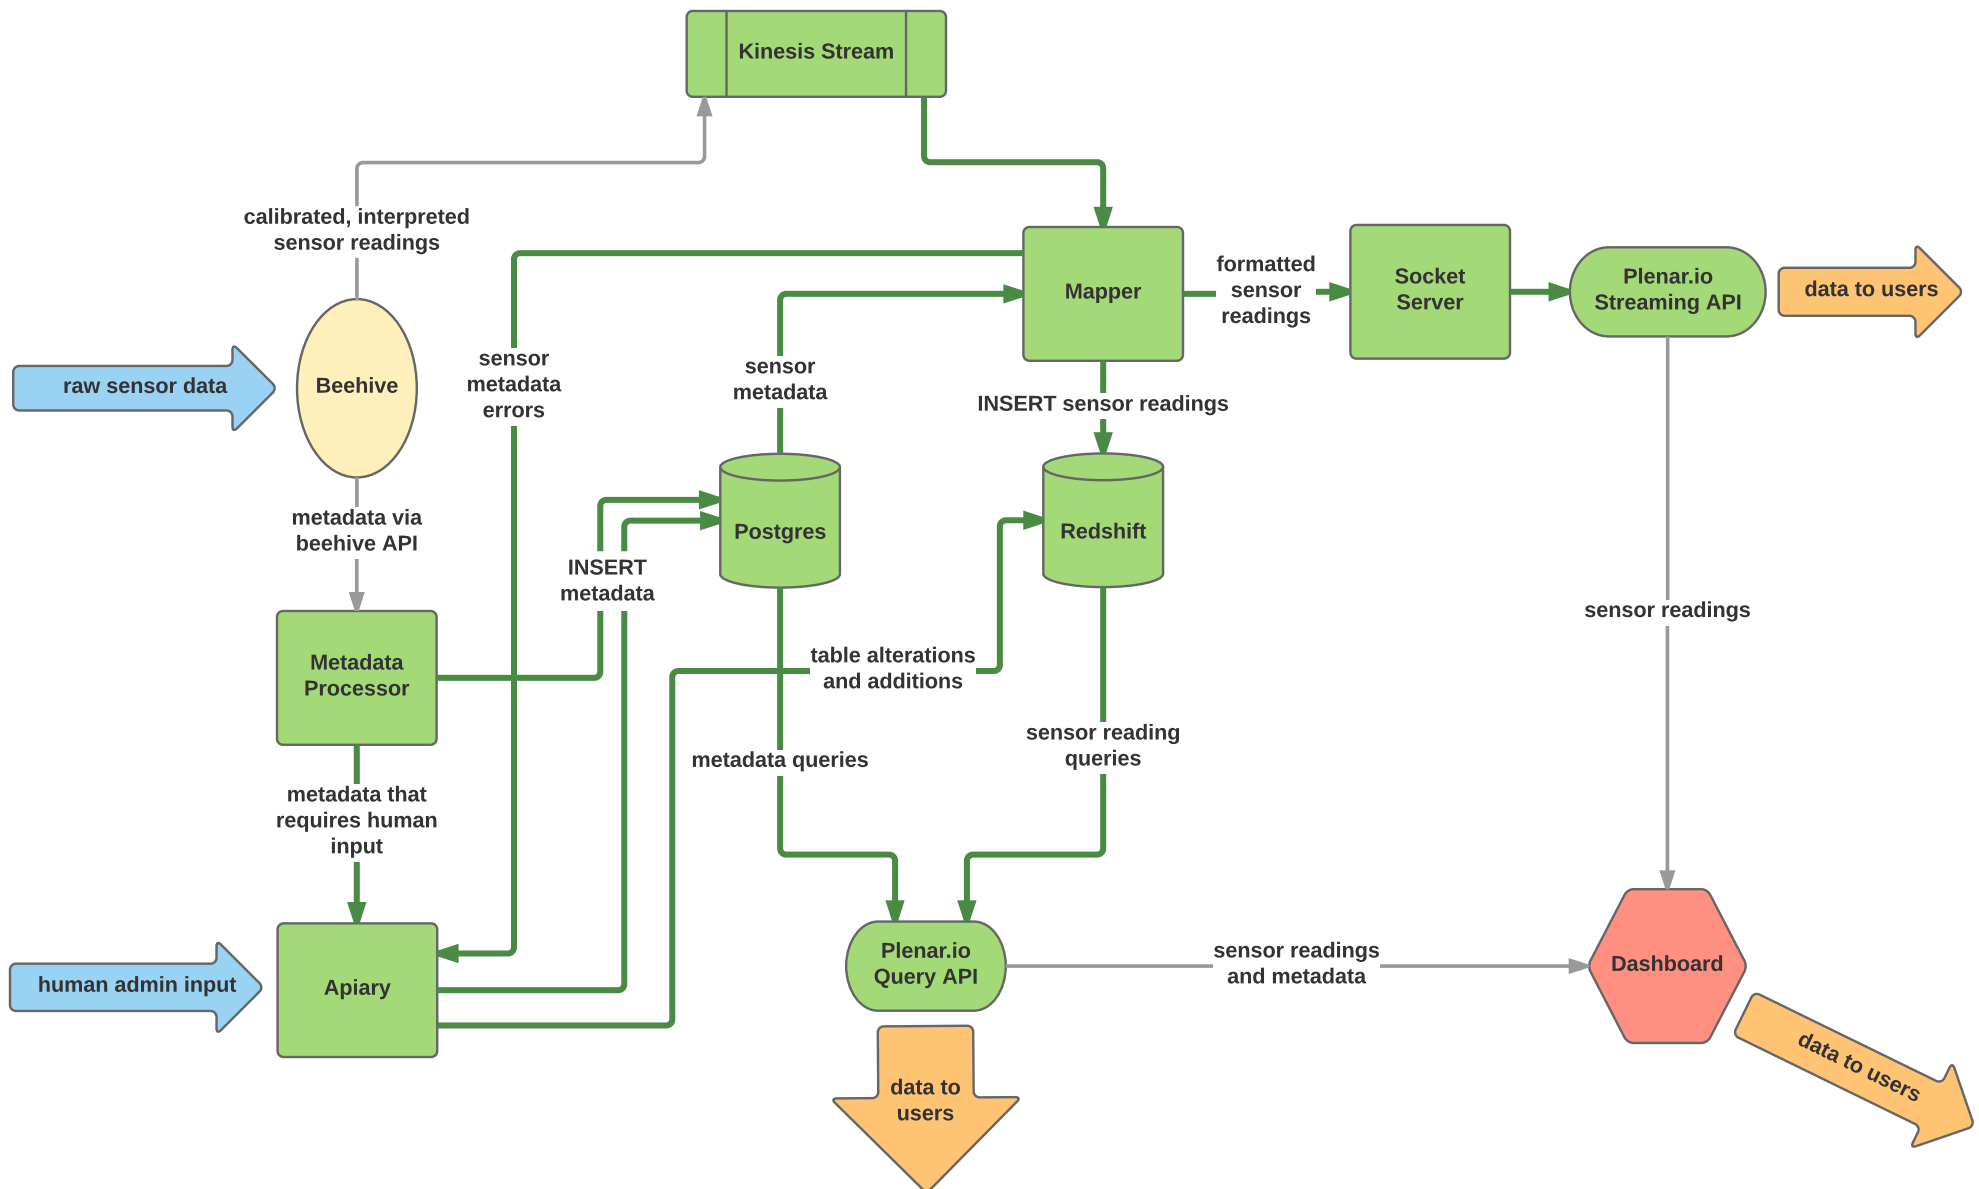 Kinesis Stream
calibrated, interpreted
sensor readings
Mapper
formatted
sensor
readings
Socket
Server
Plenar.io
Streaming API
data to users
raw sensor data
Beehive
sensor
metadata
errors
sensor
metadata
INSERT sensor readings
metadata via
beehive API
Postgres
Redshift
INSERT
metadata
sensor readings
Metadata
Processor
table alterations
and additions
metadata queries
sensor reading
queries
metadata that
requires human
input
human admin input
Apiary
Plenar.io
Query API
sensor readings
and metadata
Dashboard
data to users
data to
users